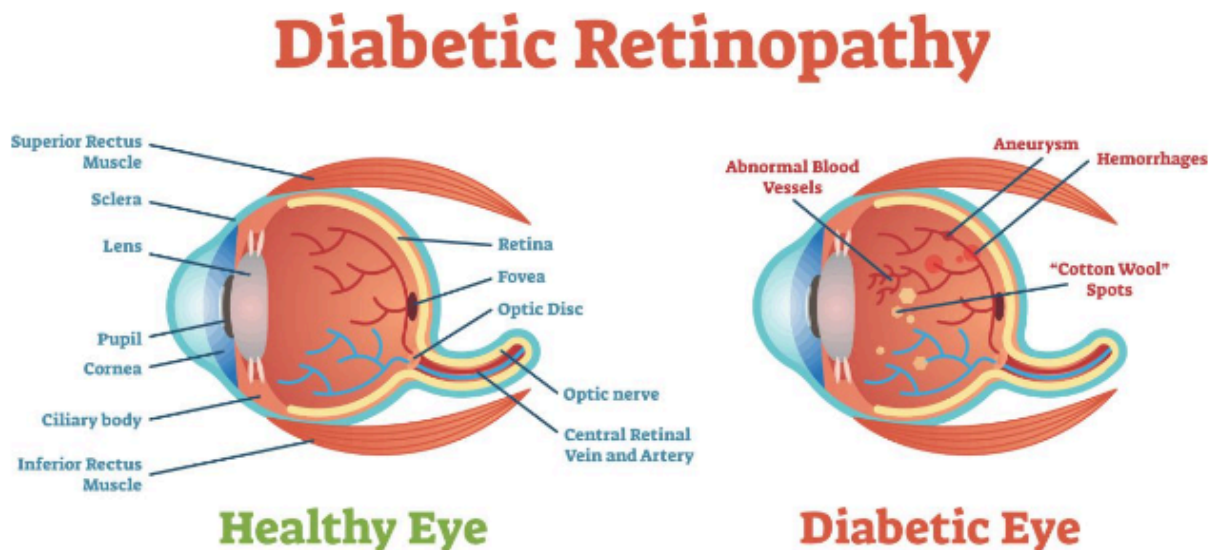 Diabetic Retinopathy
Superior Rectus
Muscle
Sclera
Lens
Pupil
Cornea
Ciliary body
Inferior Rectus
Muscle
Retina
Fovea
Optic Disc
Optic nerve
Central Retinal
Vein and Artery
Healthy Eye
Abnormal Blood
Vessels
Aneurysm
Hemorrhages
"Cotton Wool"
Spots
Diabetic Eye